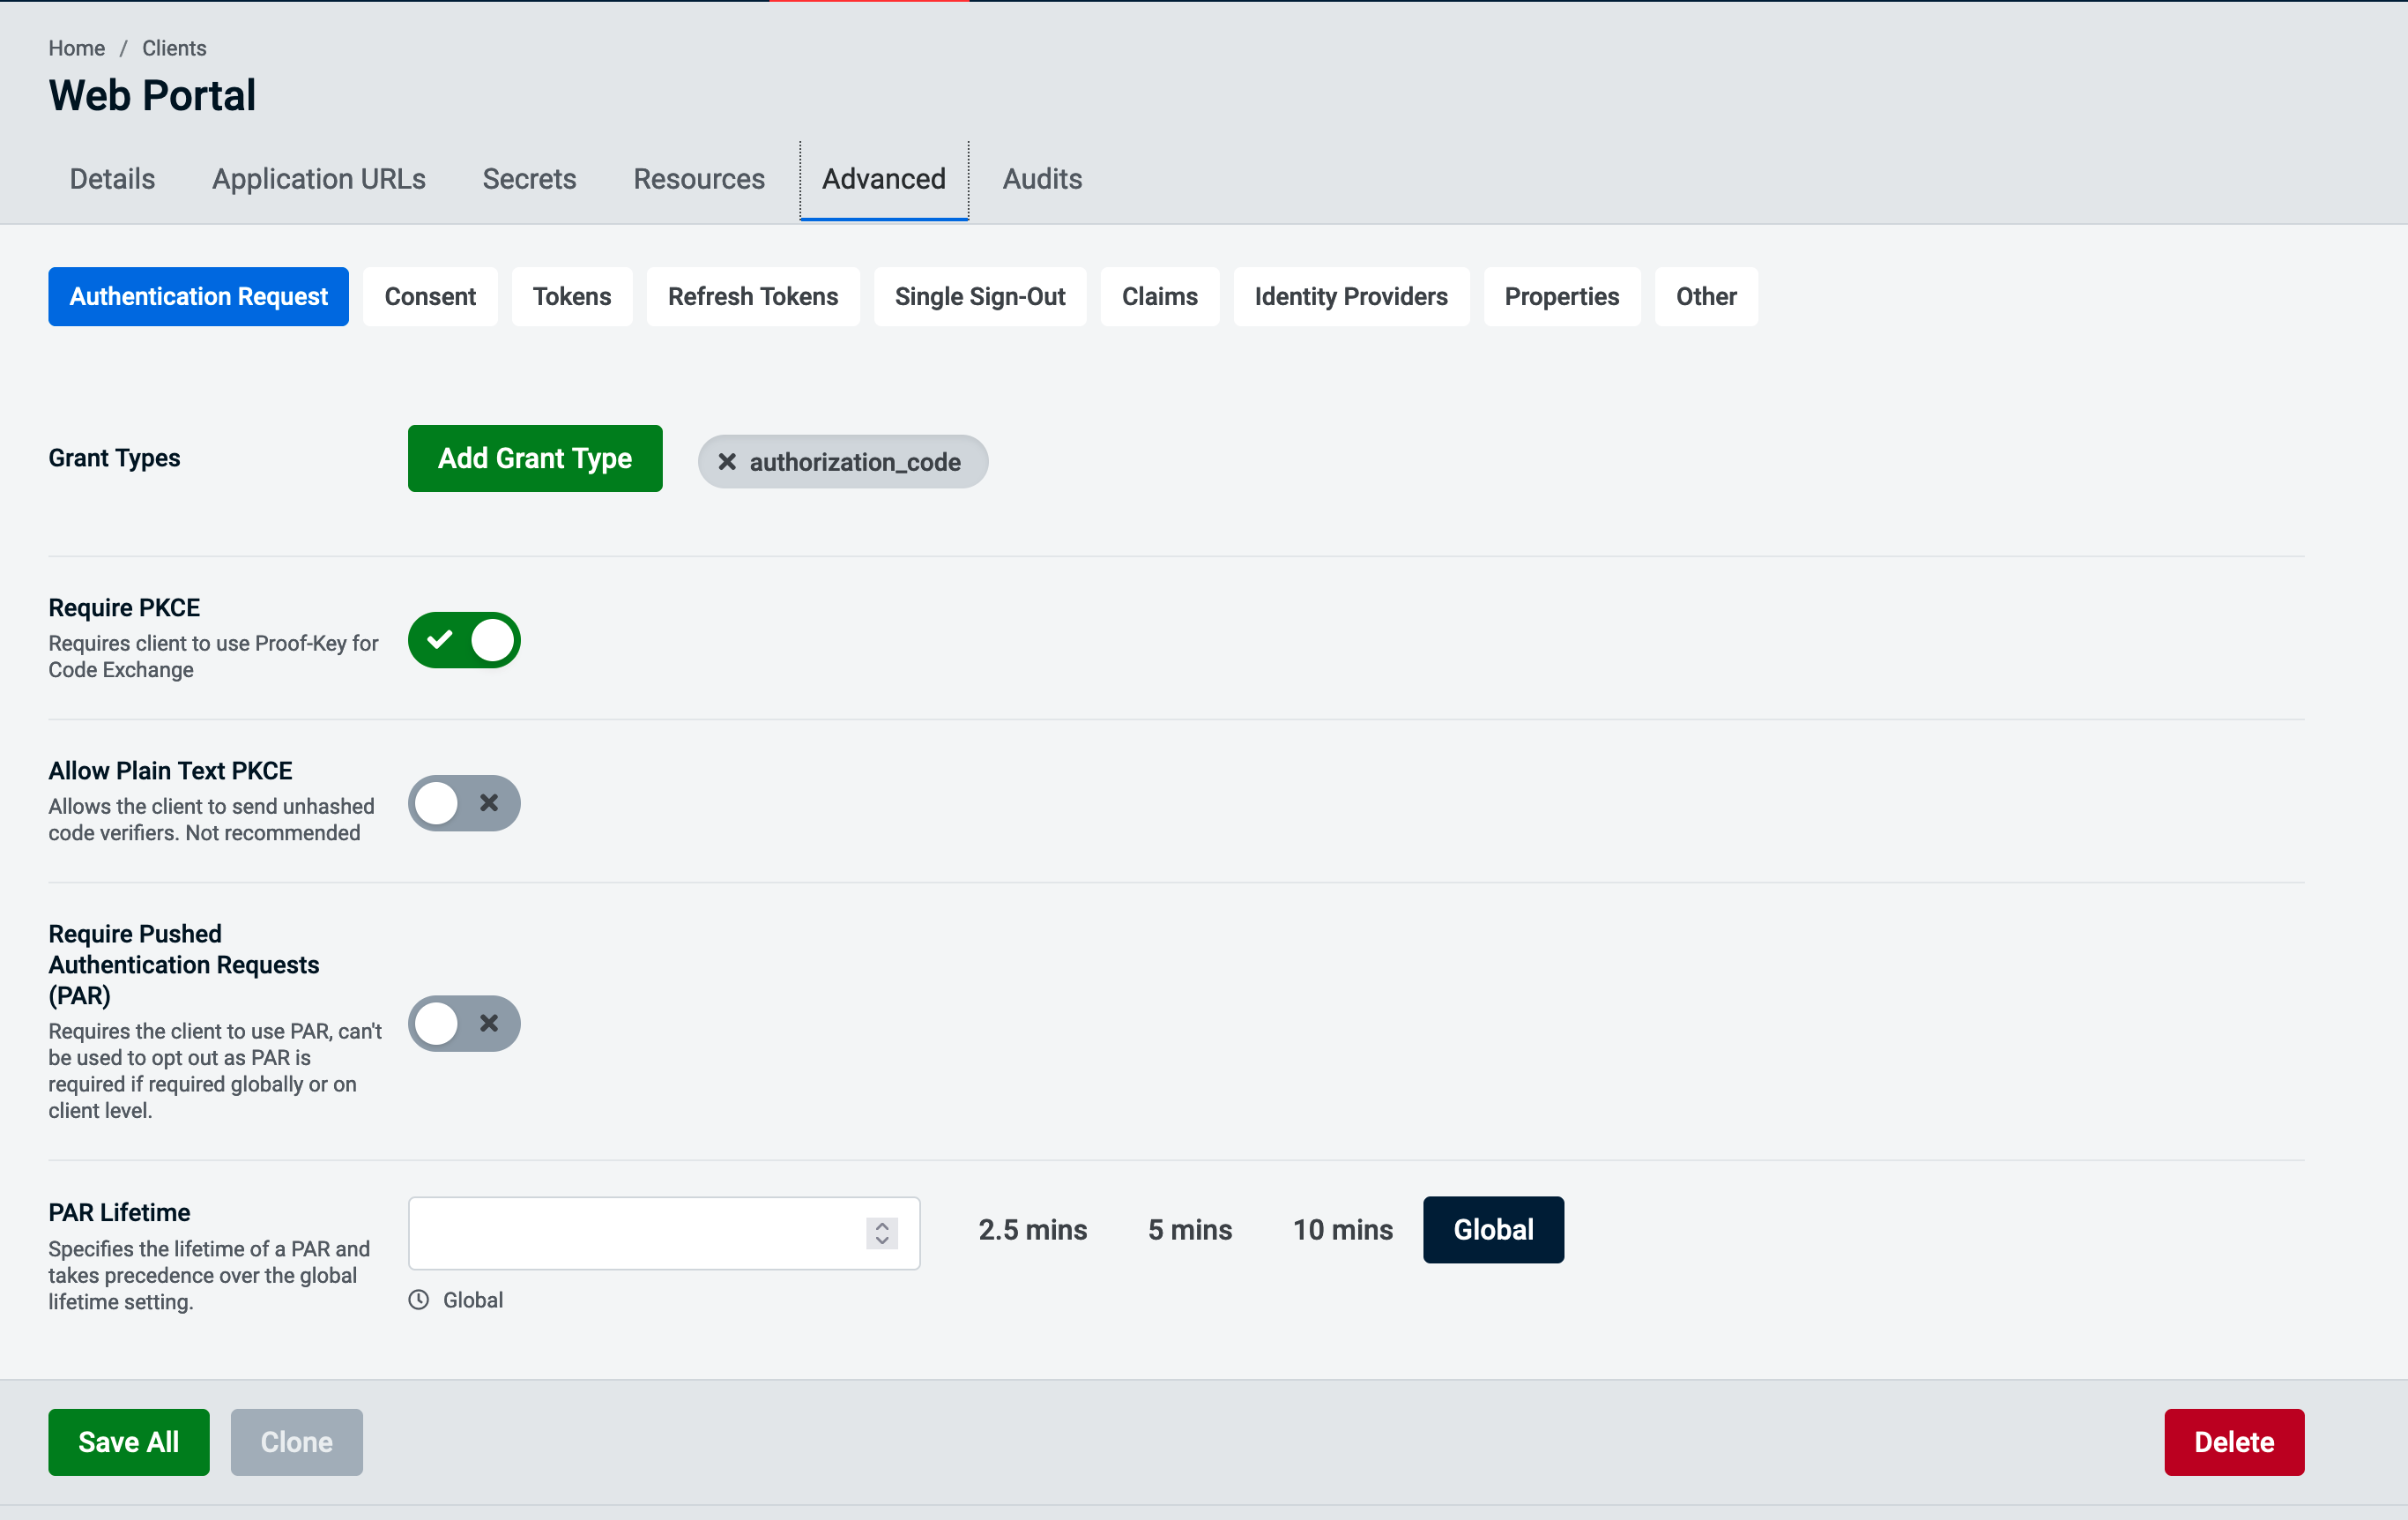 Home / Clients
Web Portal
Details Application URLs Secrets Resources Advanced Audits
Authentication Request Consent Tokens Refresh Tokens Single Sign-Out Claims Identity Providers Properties Other
Grant Types Add Grant Type authorization_code
Require PKCE
Requires client to use Proof-Key for
Code Exchange
Allow Plain Text PKCE
Allows the client to send unhashed
code verifiers. Not recommended
Require Pushed
Authentication Requests
(PAR)
Requires the client to use PAR, can't
be used to opt out as PAR is
required if required globally or on
client level.
PAR Lifetime
Specifies the lifetime of a PAR and
takes precedence over the global
lifetime setting.
2.5 mins 5 mins 10 mins Global
Global
Save All Clone Delete